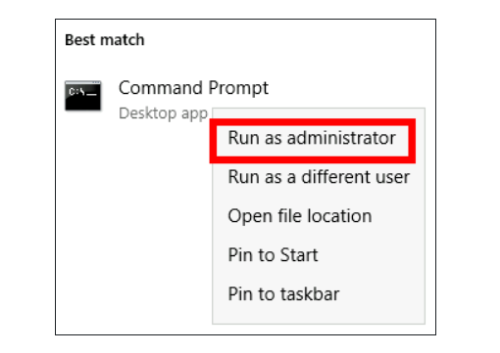 Best match
C:\_
Command Prompt
Desktop app
Run as administrator
Run as a different user
Open file location
Pin to Start
Pin to taskbar